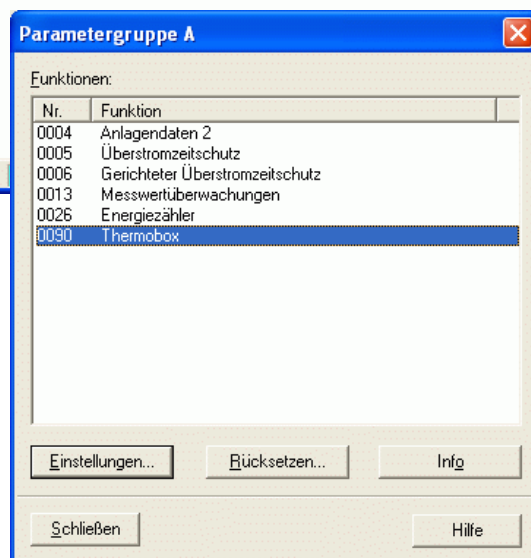 Parametergruppe A
Funktionen:
Nr. Funktion
0004 Anlagendaten 2
0005 Überstromzeitschutz
0006 Gerichteter Überstromzeitschutz
0013 Messwertüberwachungen
0026 Energiezähler
0090 Thermobox
Einstellungen... Rücksetzen... Info
Schließen Hilfe